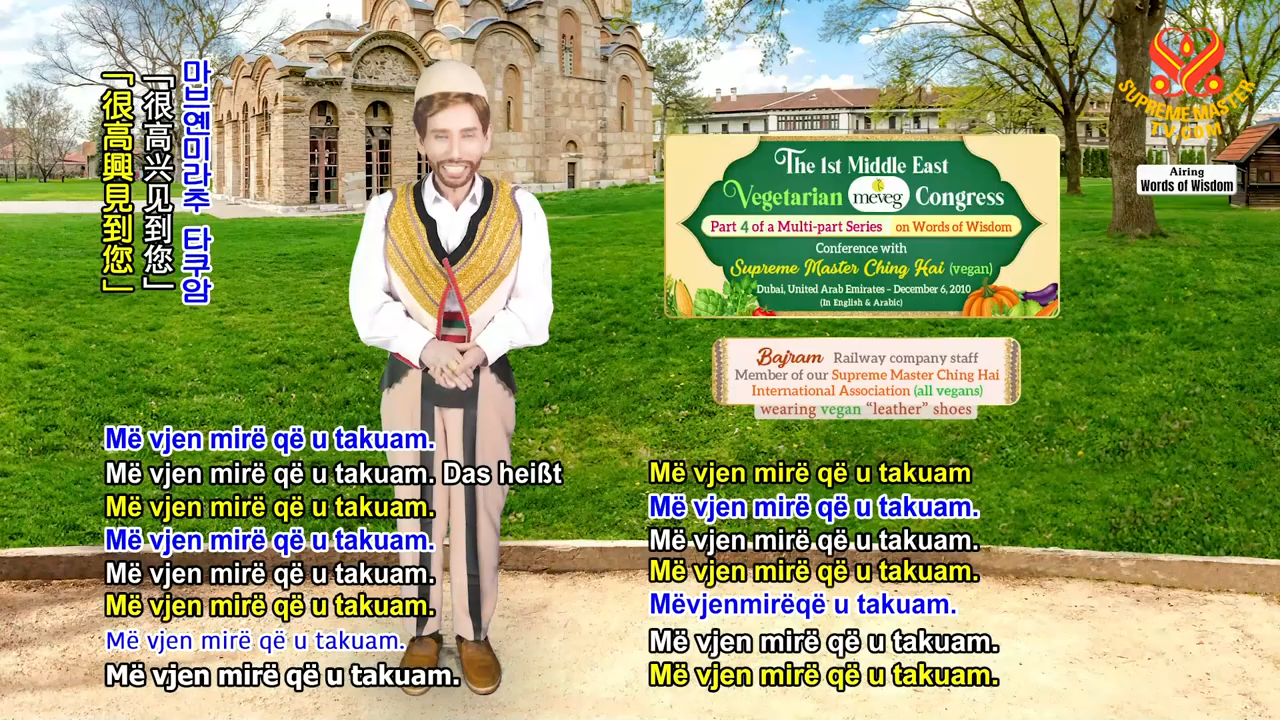 「很高興見到您」
「很高兴见到您」
마브옌미라추 타쿠암
SUPREME MASTER
TV.COM
Airing
Words of Wisdom
The 1st Middle East
Vegetarian meveg Congress
Part 4 of a Multi-part Series on Words of Wisdom
Conference with
Supreme Master Ching Hai (vegan)
Dubai, United Arab Emirates – December 6, 2010
(In English & Arabic)
Bajram Railway company staff
Member of our Supreme Master Ching Hai
International Association (all vegans)
wearing vegan “leather” shoes
Më vjen mirë që u takuam.
Më vjen mirë që u takuam. Das heißt
Më vjen mirë që u takuam.
Më vjen mirë që u takuam.
Më vjen mirë që u takuam.
Më vjen mirë që u takuam.
Më vjen mirë që u takuam.
Më vjen mirë që u takuam.
Më vjen mirë që u takuam
Më vjen mirë që u takuam.
Më vjen mirë që u takuam.
Më vjen mirë që u takuam.
Mëvjenmirëqë u takuam.
Më vjen mirë që u takuam.
Më vjen mirë që u takuam.